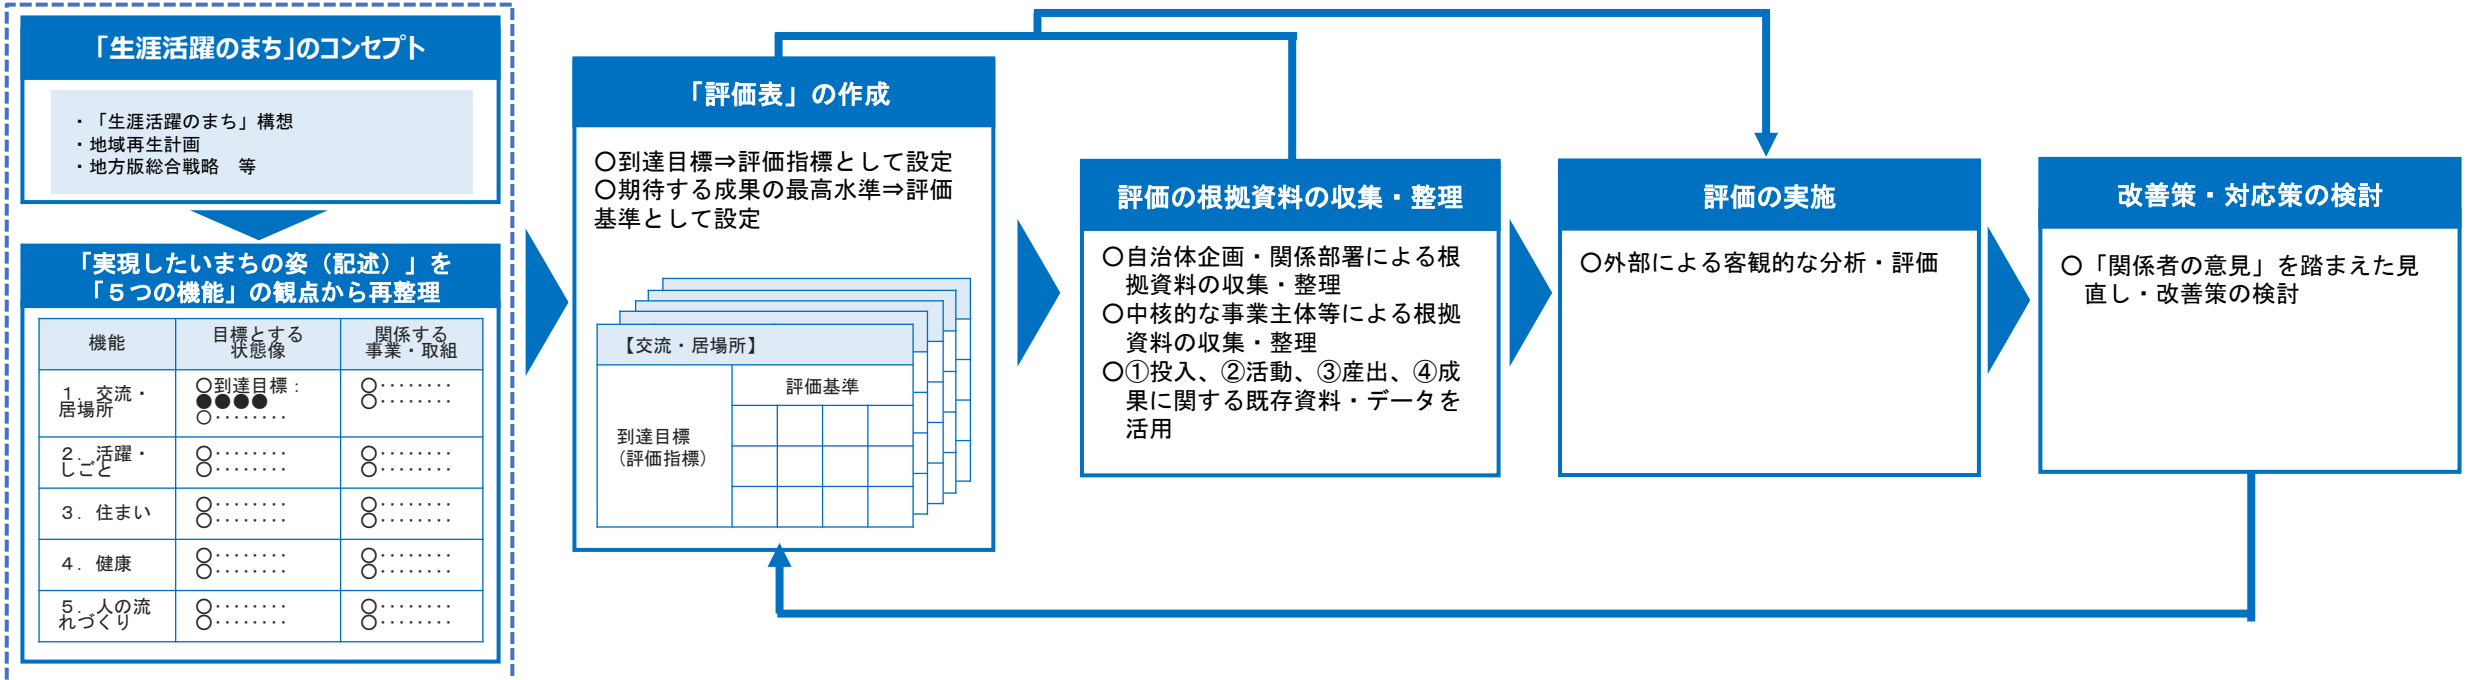 「生涯活躍のまち」のコンセプト
・「生涯活躍のまち」構想
・地域再生計画
・地方版総合戦略　等
「実現したいまちの姿（記述）」を
「５つの機能」の観点から再整理
機能
目標とする
状態像
関係する
事業・取組
１．交流・
居場所
○到達目標：
●●●●
○‥‥‥‥
○‥‥‥‥
○‥‥‥‥
２．活躍・
しごと
○‥‥‥‥
○‥‥‥‥
○‥‥‥‥
○‥‥‥‥
３．住まい
○‥‥‥‥
○‥‥‥‥
○‥‥‥‥
○‥‥‥‥
４．健康
○‥‥‥‥
○‥‥‥‥
○‥‥‥‥
○‥‥‥‥
５．人の流
れづくり
○‥‥‥‥
○‥‥‥‥
○‥‥‥‥
○‥‥‥‥
「評価表」の作成
○到達目標⇒評価指標として設定
○期待する成果の最高水準⇒評価
基準として設定
【交流・居場所】
評価基準
到達目標
（評価指標）
評価の根拠資料の収集・整理
○自治体企画・関係部署による根
拠資料の収集・整理
○中核的な事業主体等による根拠
資料の収集・整理
○①投入、②活動、③産出、④成
果に関する既存資料・データを
活用
評価の実施
○外部による客観的な分析・評価
改善策・対応策の検討
○「関係者の意見」を踏まえた見
直し・改善策の検討